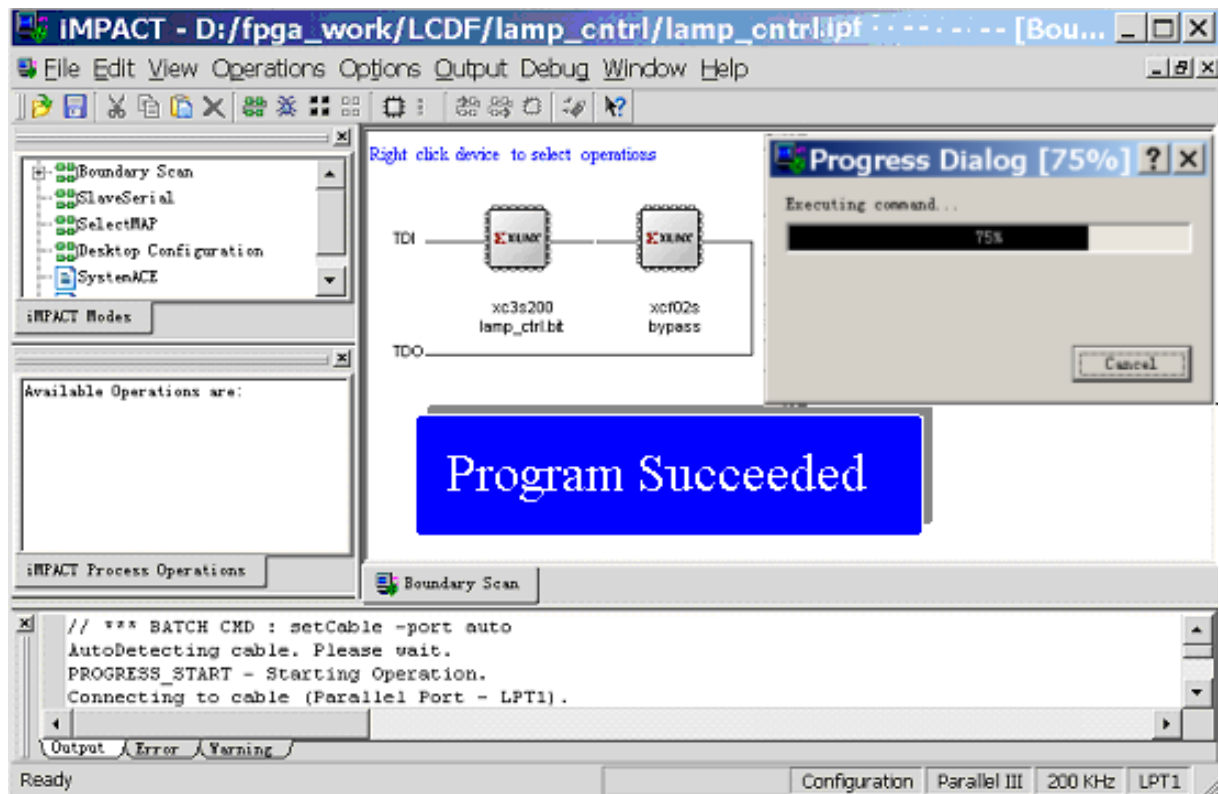 iMPACT - D:/fpga_work/LCDF/lamp_cntrl/lamp_cntrl.ipf - [Bou...
File Edit View Operations Options Output Debug Window Help
Boundary Scan
SlaveSerial
SelectMAP
Desktop Configuration
SystemACE
iMPACT Modes
Available Operations are:
iMPACT Process Operations
Right click device to select operations
TDI
XILINX
XILINX
xc3s200
lamp_ctrl.bit
xcf02s
bypass
TDO
Progress Dialog [75%]
Executing command...
75%
Cancel
Program Succeeded
Boundary Scan
// *** BATCH CMD : setCable -port auto
AutoDetecting cable. Please wait.
PROGRESS_START - Starting Operation.
Connecting to cable (Parallel Port - LPT1).
Output Error Warning
Ready Configuration Parallel III 200 KHz LPT1